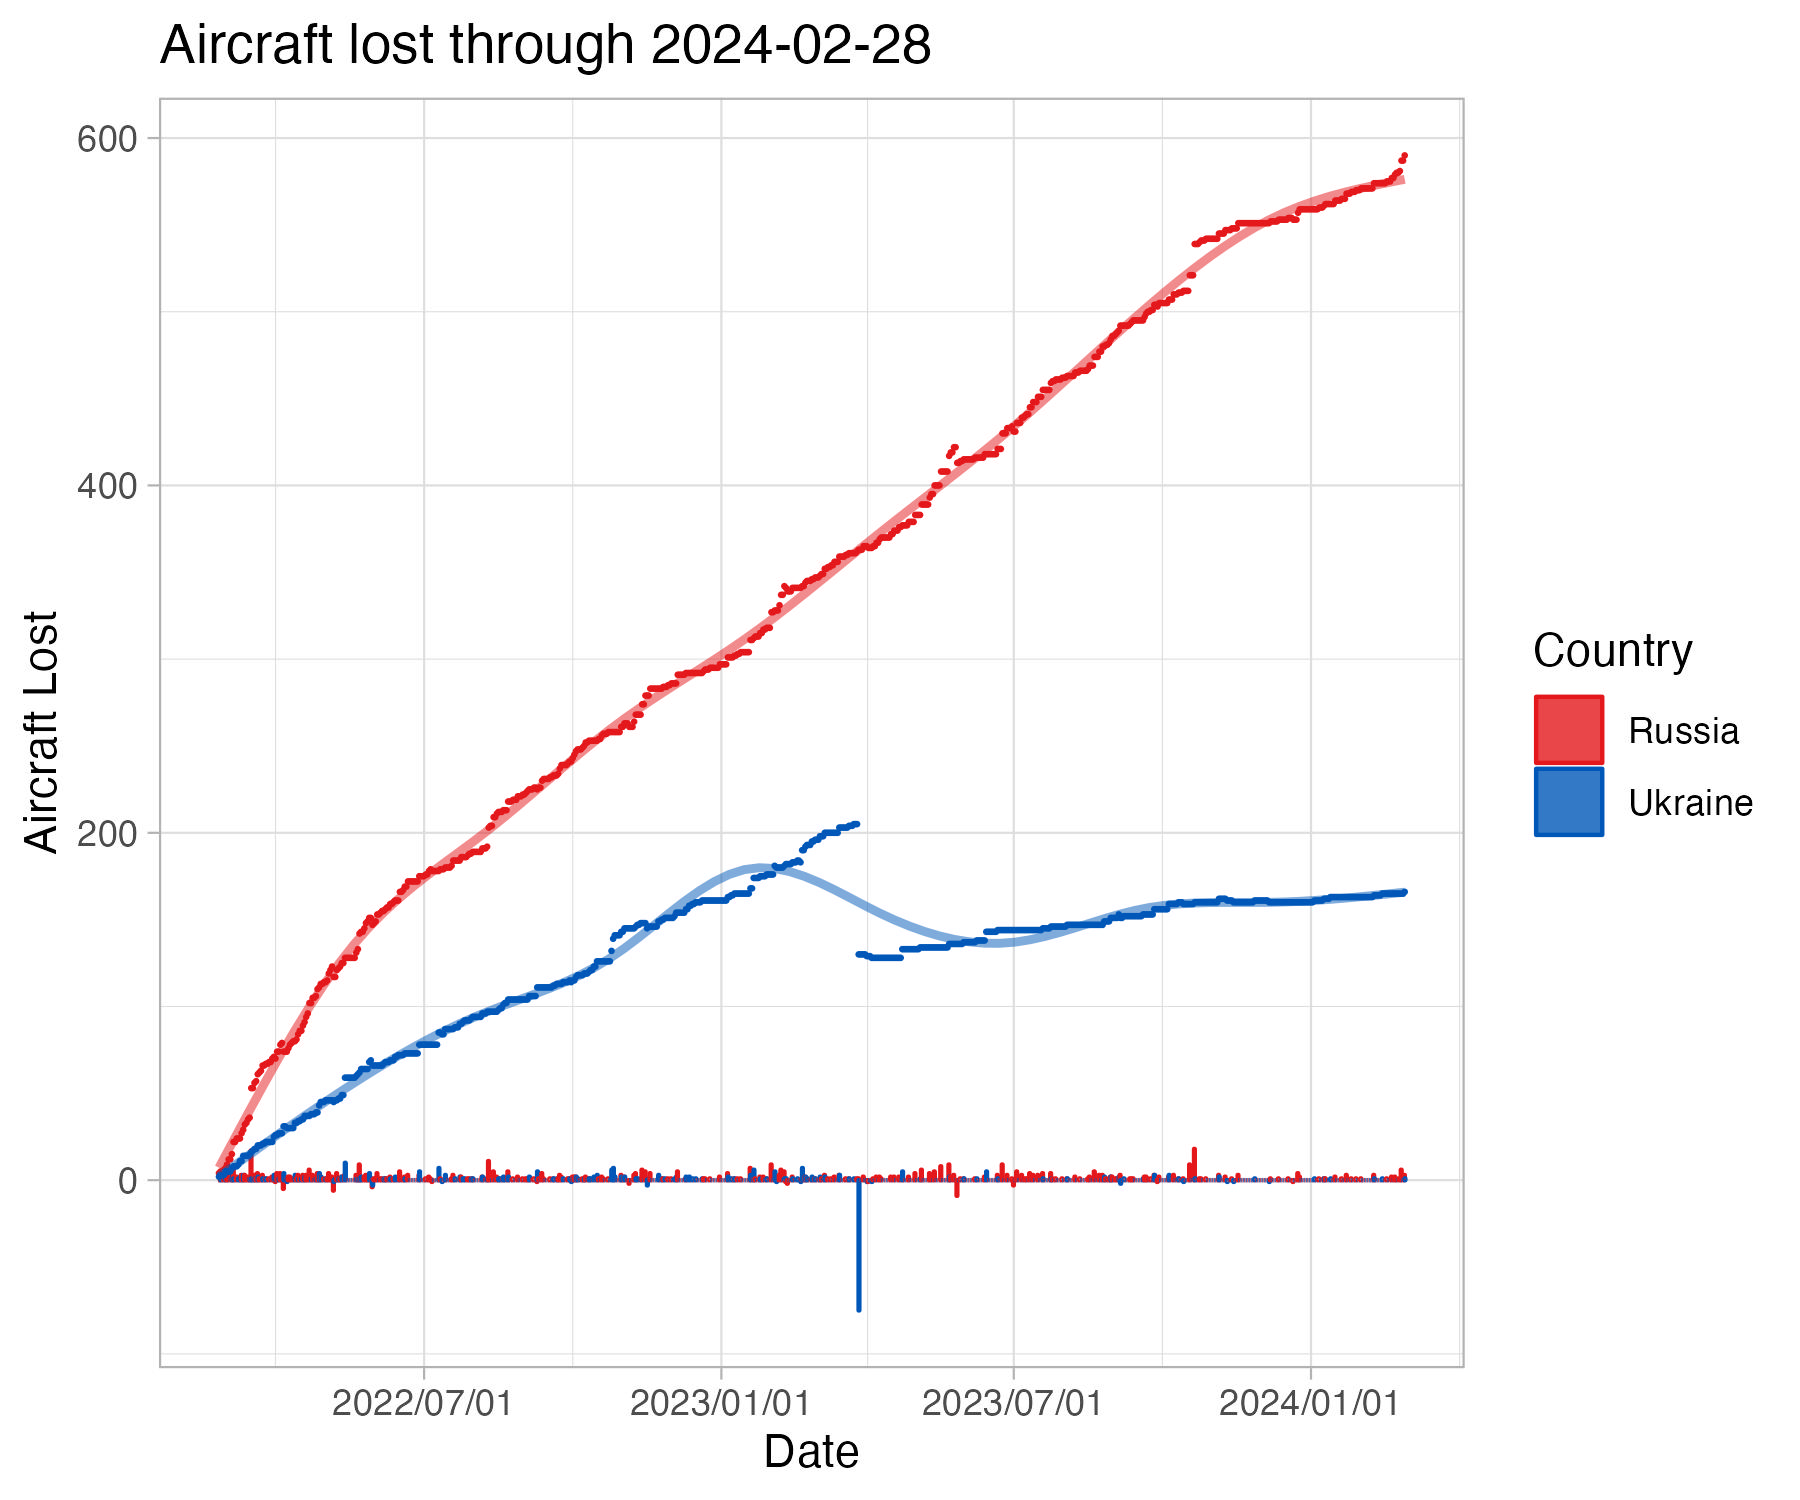 Aircraft lost through 2024-02-28
600
400
200
0
Aircraft Lost
2022/07/01
2023/01/01
2023/07/01
2024/01/01
Date
Country
Russia
Ukraine